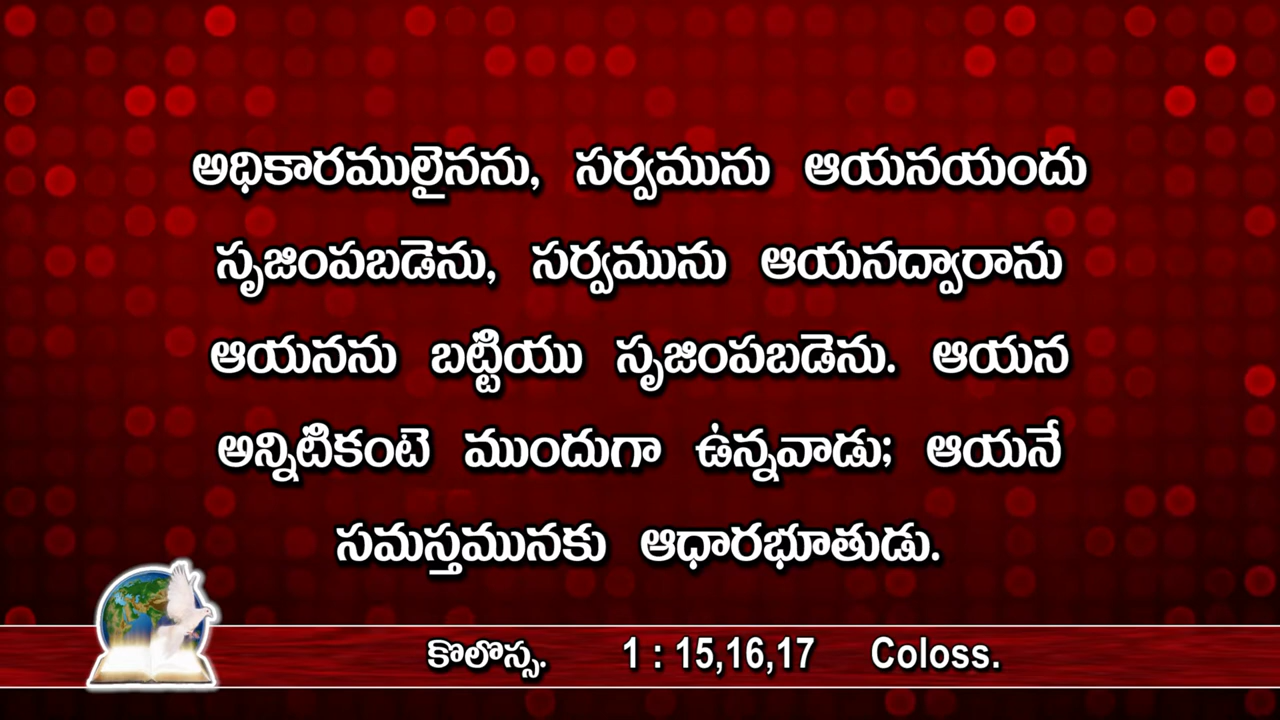 అధికారములైనను, సర్వమును ఆయనయందు
సృజింపబడెను, సర్వమును ఆయనద్వారాను
ఆయనను బట్టియు సృజింపబడెను. ఆయన
అన్నిటికంటె ముందుగా ఉన్నవాడు; ఆయనే
సమస్తమునకు ఆధారభూతుడు.
కొలొస్స. 1 : 15,16,17 Coloss.